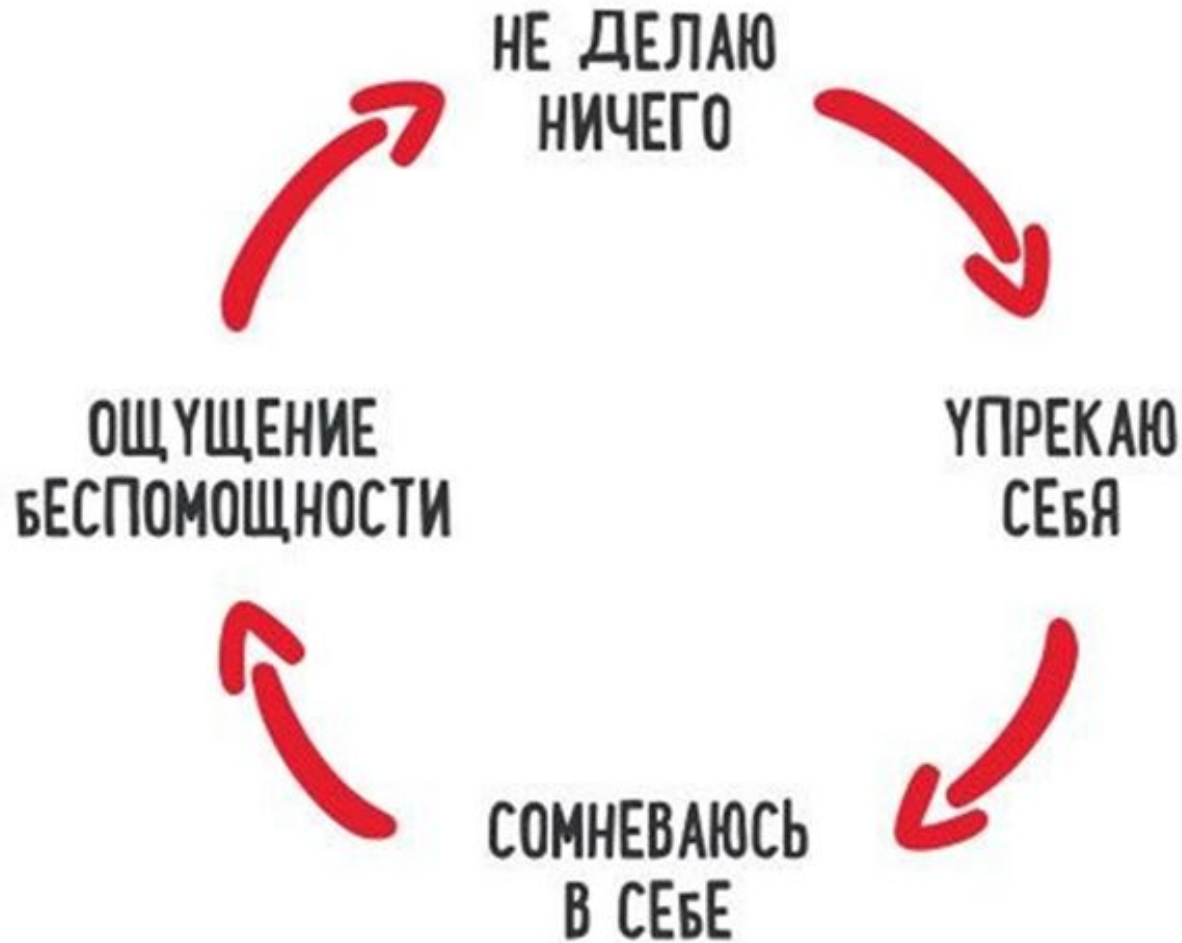 НЕ ДЕЛАЮ
НИЧЕГО
УПРЕКАЮ
СЕБЯ
СОМНЕВАЮСЬ
В СЕБЕ
ОЩУЩЕНИЕ
БЕСПОМОЩНОСТИ